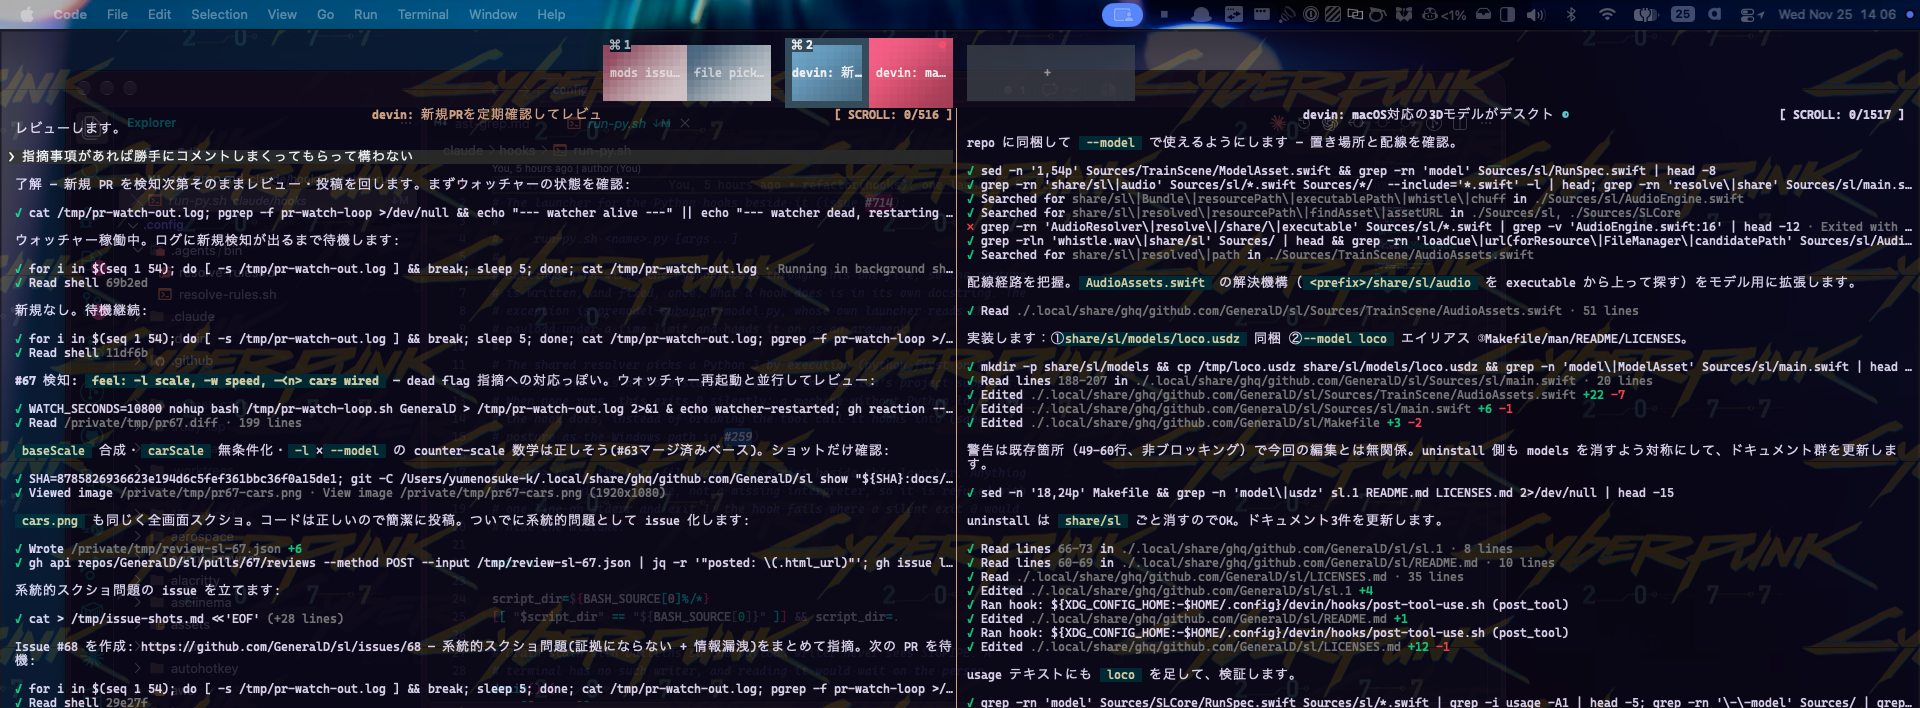 Code File Edit Selection View Go Run Terminal Window Help <1% 25 Wed Nov 25 14 06
⌘1
mods issu… file pick…
⌘2
devin: 新… devin: ma…
+
devin: 新規PRを定期確認してレビュ [ SCROLL: 0/516 ]
レビューします。
❯ 指摘事項があれば勝手にコメントしまくってもらって構わない
了解 – 新規 PR を検知次第そのままレビュー・投稿を回します。まずウォッチャーの状態を確認:
✓ cat /tmp/pr-watch-out.log; pgrep -f pr-watch-loop >/dev/null && echo "--- watcher alive ---" || echo "--- watcher dead, restarting …
ウォッチャー稼働中。ログに新規検知が出るまで待機します:
✓ for i in $(seq 1 54); do [ -s /tmp/pr-watch-out.log ] && break; sleep 5; done; cat /tmp/pr-watch-out.log · Running in background sh…
✓ Read shell 69b2ed
新規なし。待機継続:
✓ for i in $(seq 1 54); do [ -s /tmp/pr-watch-out.log ] && break; sleep 5; done; cat /tmp/pr-watch-out.log; pgrep -f pr-watch-loop >/…
✓ Read shell 11df6b
#67 検知: feel: -l scale, -w speed, -<n> cars wired – dead flag 指摘への対応っぽい。ウォッチャー再起動と並行してレビュー:
✓ WATCH_SECONDS=10800 nohup bash /tmp/pr-watch-loop.sh GeneralD > /tmp/pr-watch-out.log 2>&1 & echo watcher-restarted; gh reaction --…
✓ Read /private/tmp/pr67.diff · 199 lines
baseScale 合成・ carScale 無条件化・ -l × --model の counter-scale 数学は正しそう(#63マージ済みベース)。ショットだけ確認:
✓ SHA=8785826936623e194d6c5fef361bbc36f0a15de1; git -C /Users/yumenosuke-k/.local/share/ghq/github.com/GeneralD/sl show "${SHA}:docs/…
✓ Viewed image /private/tmp/pr67-cars.png · View image /private/tmp/pr67-cars.png (1920x1080)
cars.png も同じく全画面スクショ。コードは正しいので簡潔に投稿。ついでに系統的問題として issue 化します:
✓ Wrote /private/tmp/review-sl-67.json +6
✓ gh api repos/GeneralD/sl/pulls/67/reviews --method POST --input /tmp/review-sl-67.json | jq -r '"posted: \(.html_url)"'; gh issue l…
系統的スクショ問題の issue を立てます:
✓ cat > /tmp/issue-shots.md <<'EOF' (+28 lines)
Issue #68 を作成: https://github.com/GeneralD/sl/issues/68 – 系統的スクショ問題(証拠にならない + 情報漏洩)をまとめて指摘。次の PR を待
機:
✓ for i in $(seq 1 54); do [ -s /tmp/pr-watch-out.log ] && break; sleep 5; done; cat /tmp/pr-watch-out.log; pgrep -f pr-watch-loop >/…
✓ Read shell 29e27f
devin: macOS対応の3Dモデルがデスクト [ SCROLL: 0/1517 ]
repo に同梱して --model で使えるようにします – 置き場所と配線を確認。
✓ sed -n '1,54p' Sources/TrainScene/ModelAsset.swift && grep -rn 'model' Sources/sl/RunSpec.swift | head -8
✓ grep -rn 'share/sl\|audio' Sources/sl/*.swift Sources/*/ --include='*.swift' -l | head; grep -rn 'resolve\|share' Sources/sl/main.s…
✓ Searched for share/sl\|Bundle\|resourcePath\|executablePath\|whistle\|chuff in ./Sources/sl/AudioEngine.swift
✓ Searched for share/sl\|resolved\|resourcePath\|findAsset\|assetURL in ./Sources/sl, ./Sources/SLCore
✗ grep -rn 'AudioResolver\|resolve\|/share/\|executable' Sources/sl/*.swift | grep -v 'AudioEngine.swift:16' | head -12 · Exited with …
✓ grep -rln 'whistle.wav\|share/sl' Sources/ | head && grep -rn 'loadCue\|url(forResource\|FileManager\|candidatePath' Sources/sl/Audi…
✓ Searched for share/sl\|resolved\|path in ./Sources/TrainScene/AudioAssets.swift
配線経路を把握。 AudioAssets.swift の解決機構（ <prefix>/share/sl/audio を executable から上って探す）をモデル用に拡張します。
✓ Read ./.local/share/ghq/github.com/GeneralD/sl/Sources/TrainScene/AudioAssets.swift · 51 lines
実装します：①share/sl/models/loco.usdz 同梱 ②--model loco エイリアス ③Makefile/man/README/LICENSES。
✓ mkdir -p share/sl/models && cp /tmp/loco.usdz share/sl/models/loco.usdz && grep -n 'model\|ModelAsset' Sources/sl/main.swift | head …
✓ Read lines 188-207 in ./.local/share/ghq/github.com/GeneralD/sl/Sources/sl/main.swift · 20 lines
✓ Edited ./.local/share/ghq/github.com/GeneralD/sl/Sources/TrainScene/AudioAssets.swift +22 -7
✓ Edited ./.local/share/ghq/github.com/GeneralD/sl/Sources/sl/main.swift +6 -1
✓ Edited ./.local/share/ghq/github.com/GeneralD/sl/Makefile +3 -2
警告は既存箇所（49-60行、非ブロッキング）で今回の編集とは無関係。uninstall 側も models を消すよう対称にして、ドキュメント群を更新しま
す。
✓ sed -n '18,24p' Makefile && grep -n 'model\|usdz' sl.1 README.md LICENSES.md 2>/dev/null | head -15
uninstall は share/sl ごと消すのでOK。ドキュメント3件を更新します。
✓ Read lines 66-73 in ./.local/share/ghq/github.com/GeneralD/sl/sl.1 · 8 lines
✓ Read lines 60-69 in ./.local/share/ghq/github.com/GeneralD/sl/README.md · 10 lines
✓ Read ./.local/share/ghq/github.com/GeneralD/sl/LICENSES.md · 35 lines
✓ Edited ./.local/share/ghq/github.com/GeneralD/sl/sl.1 +4
✓ Ran hook: ${XDG_CONFIG_HOME:-$HOME/.config}/devin/hooks/post-tool-use.sh (post_tool)
✓ Edited ./.local/share/ghq/github.com/GeneralD/sl/README.md +1
✓ Ran hook: ${XDG_CONFIG_HOME:-$HOME/.config}/devin/hooks/post-tool-use.sh (post_tool)
✓ Edited ./.local/share/ghq/github.com/GeneralD/sl/LICENSES.md +12 -1
usage テキストにも loco を足して、検証します。
✓ grep -rn 'model' Sources/SLCore/RunSpec.swift Sources/sl/*.swift | grep -i usage -A1 | head -5; grep -rn '\-\-model' Sources/ | grep…